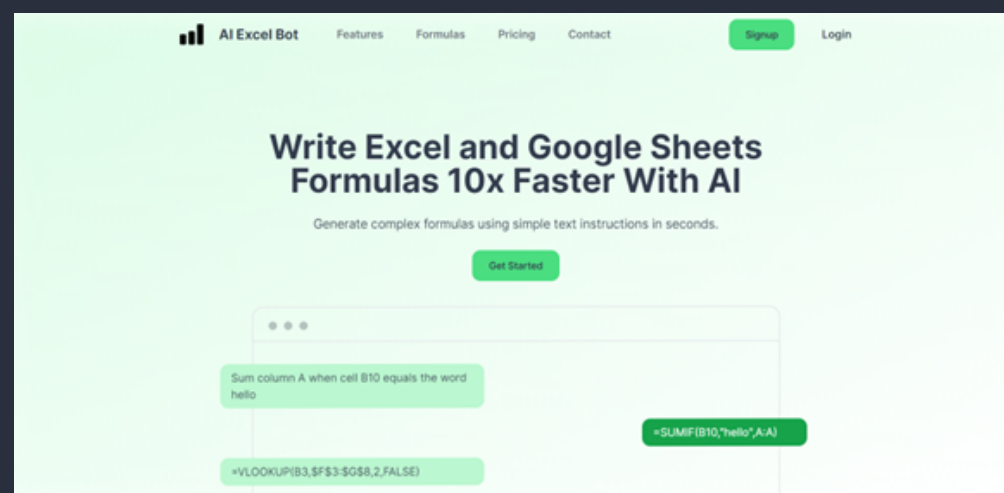 AI Excel Bot
Features
Formulas
Pricing
Contact
Signup
Login
Write Excel and Google Sheets
Formulas 10x Faster With AI
Generate complex formulas using simple text instructions in seconds.
Get Started
Sum column A when cell B10 equals the word
hello
=SUMIF(B10,"hello",A:A)
=VLOOKUP(B3,$F$3:$G$8,2,FALSE)